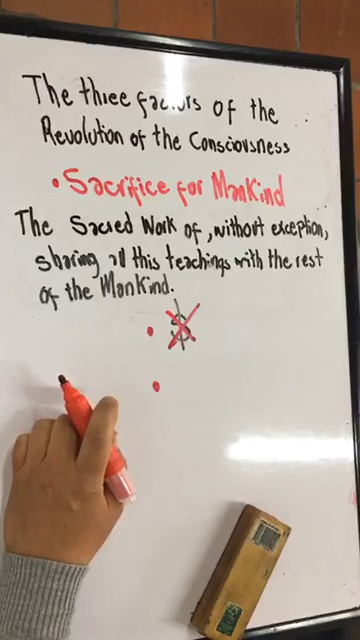 The three factors of the
Revolution of the Consciousness
• Sacrifice for Mankind
The Sacred Work of, without exception,
sharing all this teachings with the rest
of the Mankind.
• $
•